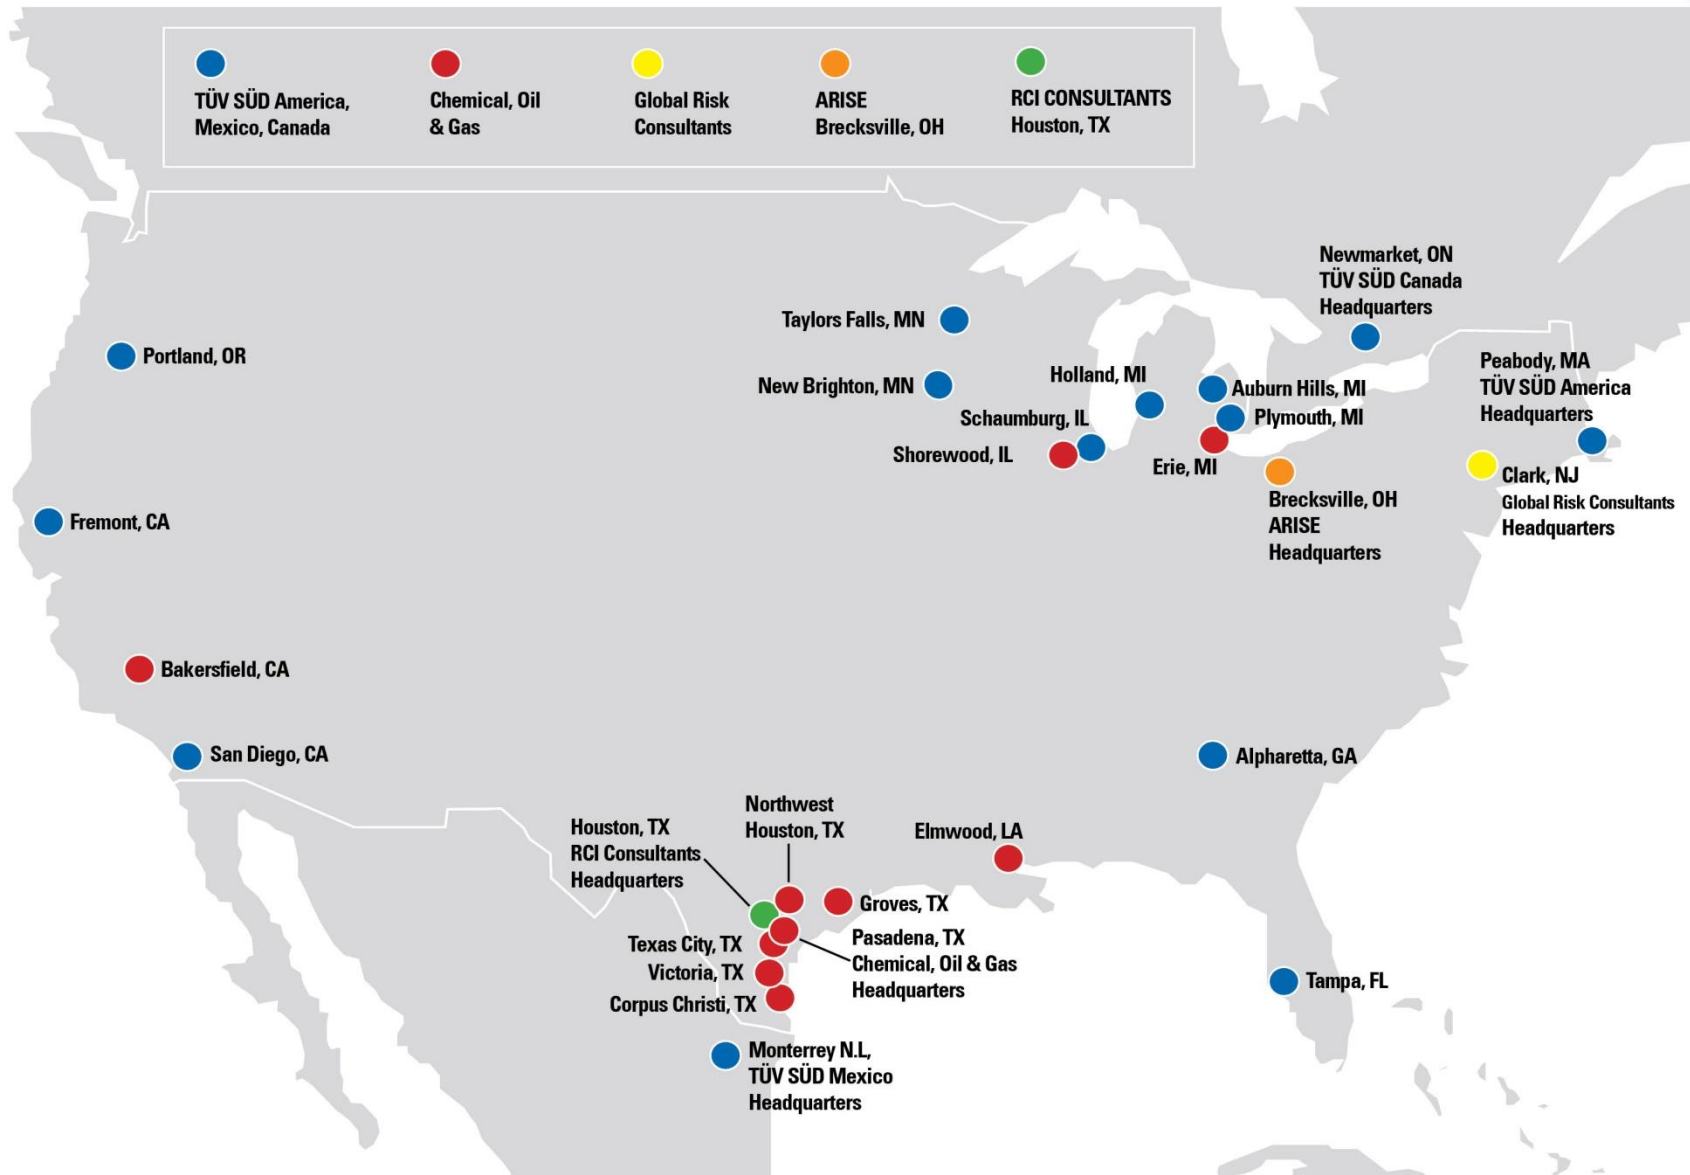 TÜV SÜD America,
Mexico, Canada
Chemical, Oil
& Gas
Global Risk
Consultants
ARISE
Brecksville, OH
RCI CONSULTANTS
Houston, TX
Newmarket, ON
TÜV SÜD Canada
Headquarters
Taylors Falls, MN
Portland, OR
Peabody, MA
TÜV SÜD America
Headquarters
New Brighton, MN
Holland, MI
Auburn Hills, MI
Schaumburg, IL
Plymouth, MI
Shorewood, IL
Erie, MI
Clark, NJ
Global Risk Consultants
Headquarters
Brecksville, OH
ARISE
Headquarters
Fremont, CA
Bakersfield, CA
San Diego, CA
Alpharetta, GA
Northwest
Houston, TX
Houston, TX
RCI Consultants
Headquarters
Elmwood, LA
Groves, TX
Pasadena, TX
Chemical, Oil & Gas
Headquarters
Texas City, TX
Victoria, TX
Corpus Christi, TX
Tampa, FL
Monterrey N.L,
TÜV SÜD Mexico
Headquarters